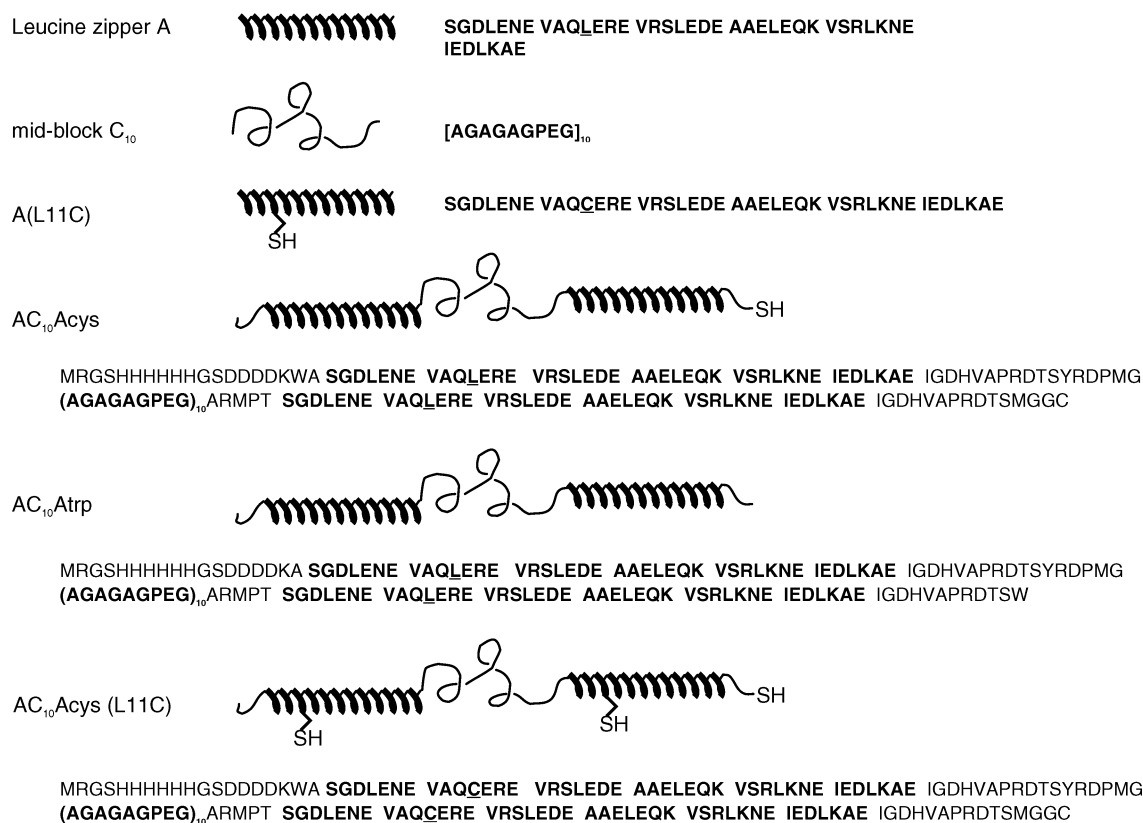 Leucine zipper A
SGDLENE VAQLERE VRSLEDE AAELEQK VSRLKNE
IEDLKAE
mid-block C10
[AGAGAGPEG]10
A(L11C)
SGDLENE VAQCERE VRSLEDE AAELEQK VSRLKNE IEDLKAE
SH
AC10Acys
SH
MRGSHHHHHHGSDDDDKWA SGDLENE VAQLERE VRSLEDE AAELEQK VSRLKNE IEDLKAE IGDHVAPRDTSYRDPMG
(AGAGAGPEG)10ARMPT SGDLENE VAQLERE VRSLEDE AAELEQK VSRLKNE IEDLKAE IGDHVAPRDTSMGGC
AC10Atrp
MRGSHHHHHHGSDDDDKA SGDLENE VAQLERE VRSLEDE AAELEQK VSRLKNE IEDLKAE IGDHVAPRDTSYRDPMG
(AGAGAGPEG)10ARMPT SGDLENE VAQLERE VRSLEDE AAELEQK VSRLKNE IEDLKAE IGDHVAPRDTSW
AC10Acys (L11C)
SH
SH
SH
MRGSHHHHHHGSDDDDKWA SGDLENE VAQCERE VRSLEDE AAELEQK VSRLKNE IEDLKAE IGDHVAPRDTSYRDPMG
(AGAGAGPEG)10ARMPT SGDLENE VAQCERE VRSLEDE AAELEQK VSRLKNE IEDLKAE IGDHVAPRDTSMGGC